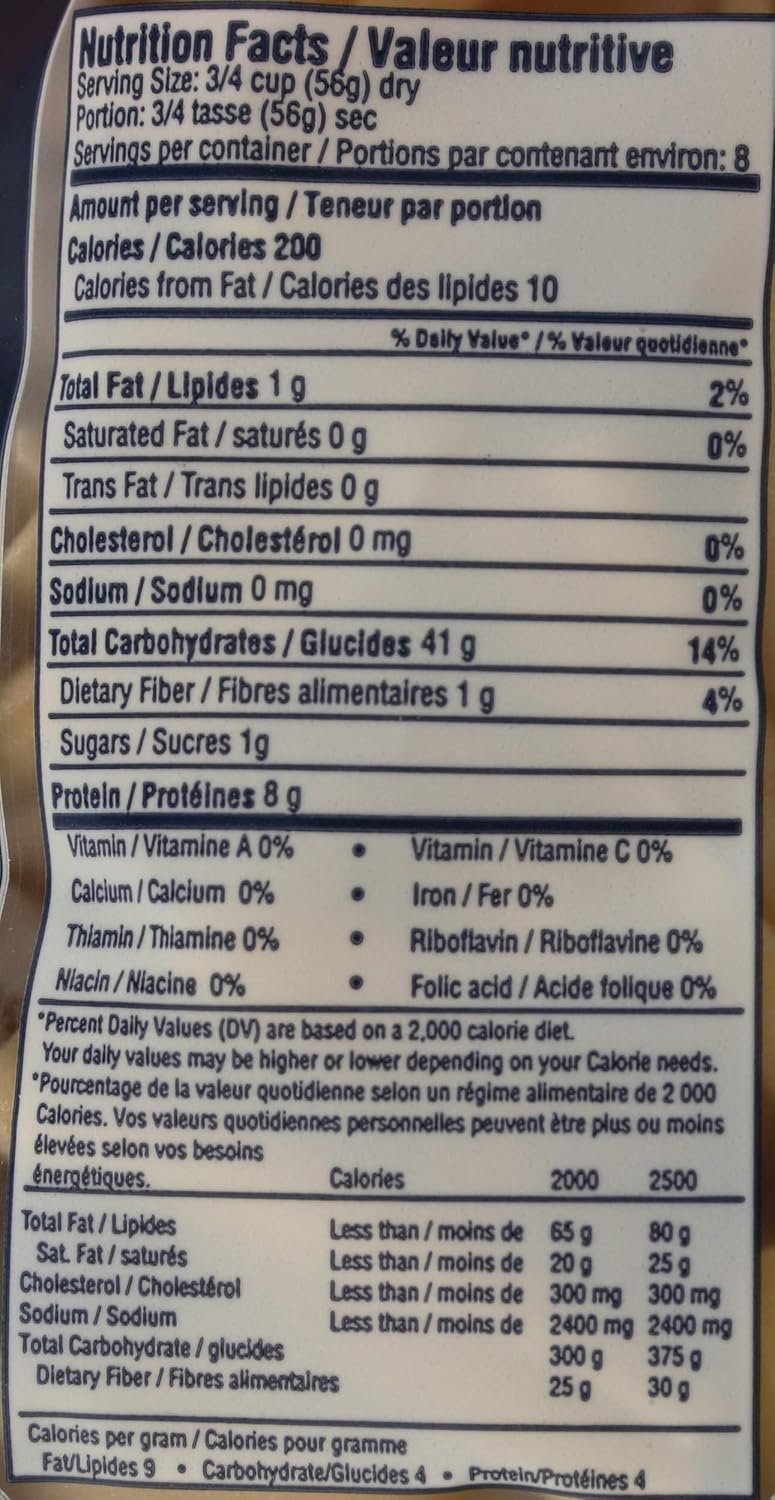 Nutrition Facts / Valeur nutritive
Serving Size: 3/4 cup (56g) dry
Portion: 3/4 tasse (56g) sec
Servings per container / Portions par contenant environ: 8
Amount per serving / Teneur par portion
Calories / Calories 200
Calories from Fat / Calories des lipides 10
% Daily Value* / % Valeur quotidienne*
Total Fat / Lipides 1 g 2%
Saturated Fat / saturés 0 g 0%
Trans Fat / Trans lipides 0 g
Cholesterol / Cholestérol 0 mg 0%
Sodium / Sodium 0 mg 0%
Total Carbohydrates / Glucides 41 g 14%
Dietary Fiber / Fibres alimentaires 1 g 4%
Sugars / Sucres 1g
Protein / Protéines 8 g
Vitamin / Vitamine A 0% • Vitamin / Vitamine C 0%
Calcium / Calcium 0% • Iron / Fer 0%
Thiamin / Thiamine 0% • Riboflavin / Riboflavine 0%
Niacin / Niacine 0% • Folic acid / Acide folique 0%
*Percent Daily Values (DV) are based on a 2,000 calorie diet.
Your daily values may be higher or lower depending on your Calorie needs.
*Pourcentage de la valeur quotidienne selon un régime alimentaire de 2 000
Calories. Vos valeurs quotidiennes personnelles peuvent être plus ou moins
élevées selon vos besoins
énergétiques. Calories 2000 2500
Total Fat / Lipides Less than / moins de 65 g 80 g
Sat. Fat / saturés Less than / moins de 20 g 25 g
Cholesterol / Cholestérol Less than / moins de 300 mg 300 mg
Sodium / Sodium Less than / moins de 2400 mg 2400 mg
Total Carbohydrate / glucides 300 g 375 g
Dietary Fiber / Fibres alimentaires 25 g 30 g
Calories per gram / Calories pour gramme
Fat/Lipides 9 • Carbohydrate/Glucides 4 • Protein/Protéines 4